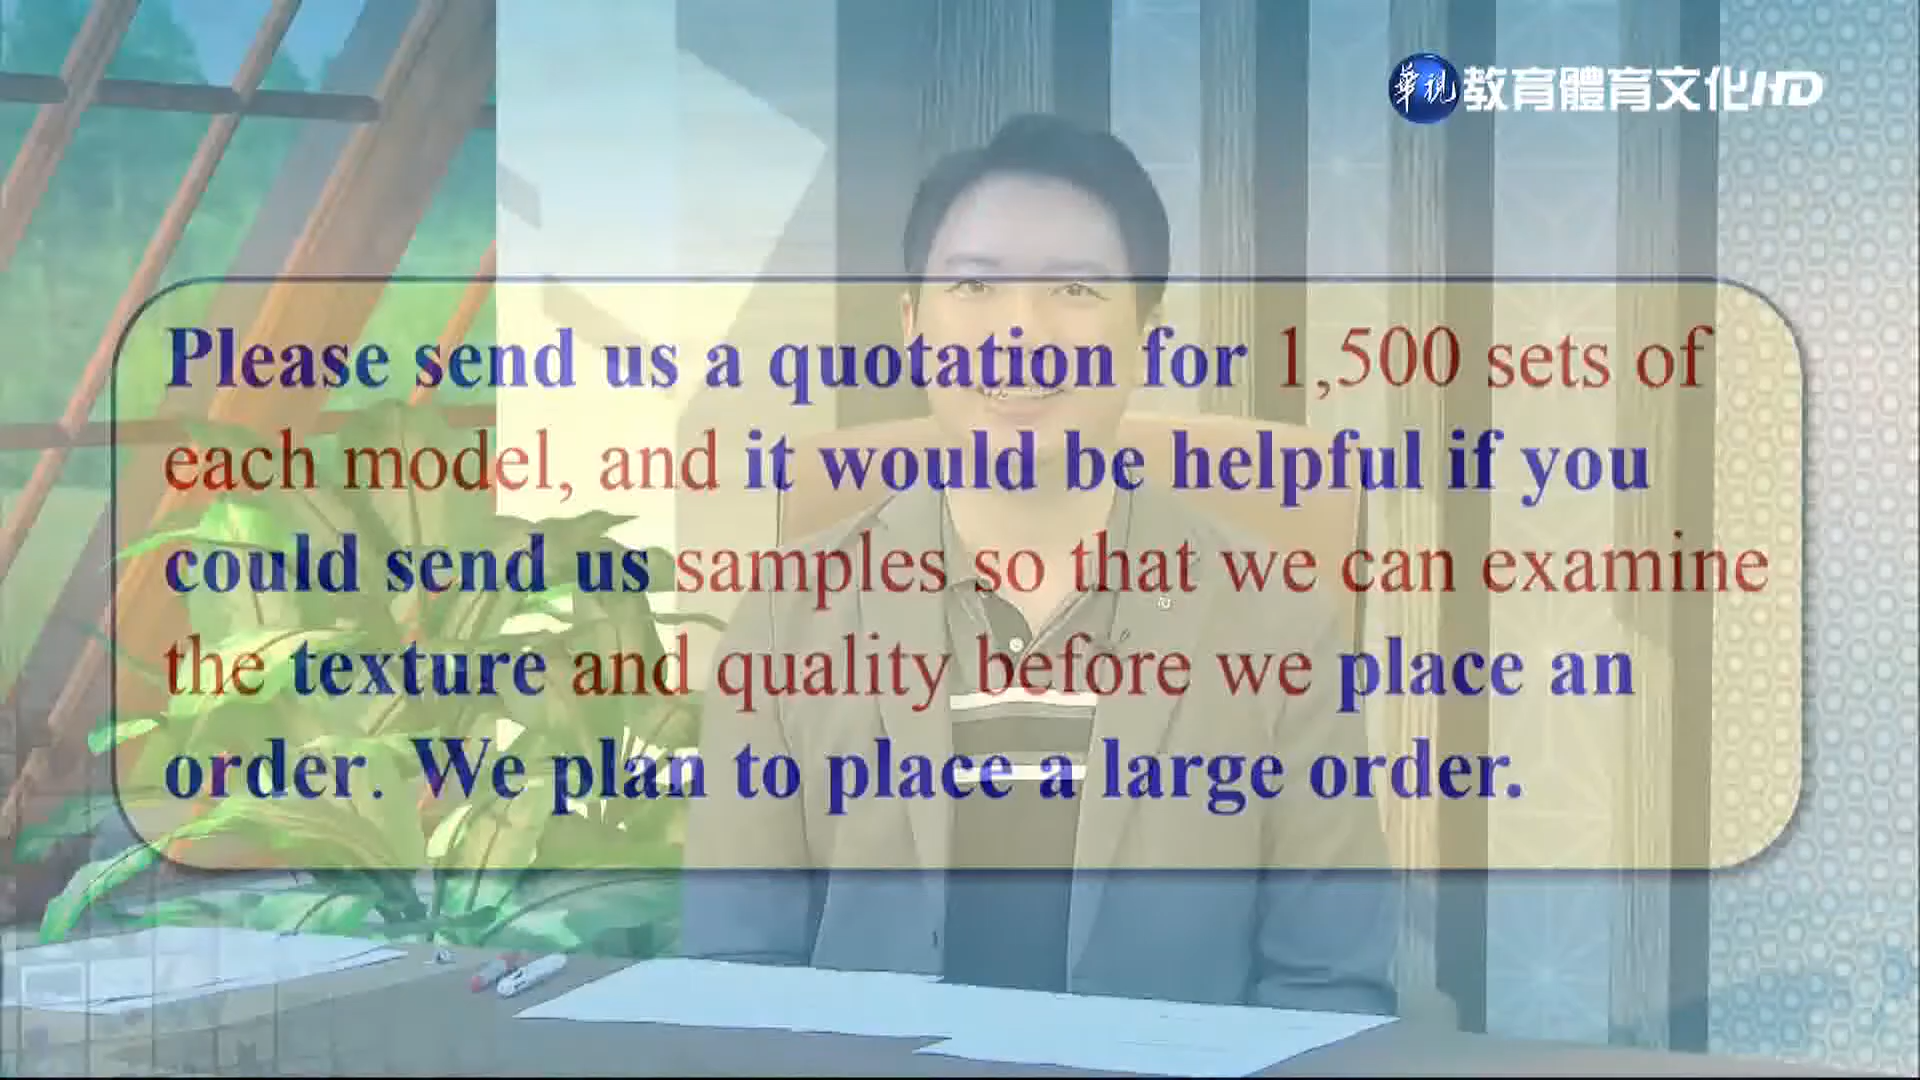 華視 教育體育文化HD
Please send us a quotation for 1,500 sets of
each model, and it would be helpful if you
could send us samples so that we can examine
the texture and quality before we place an
order. We plan to place a large order.